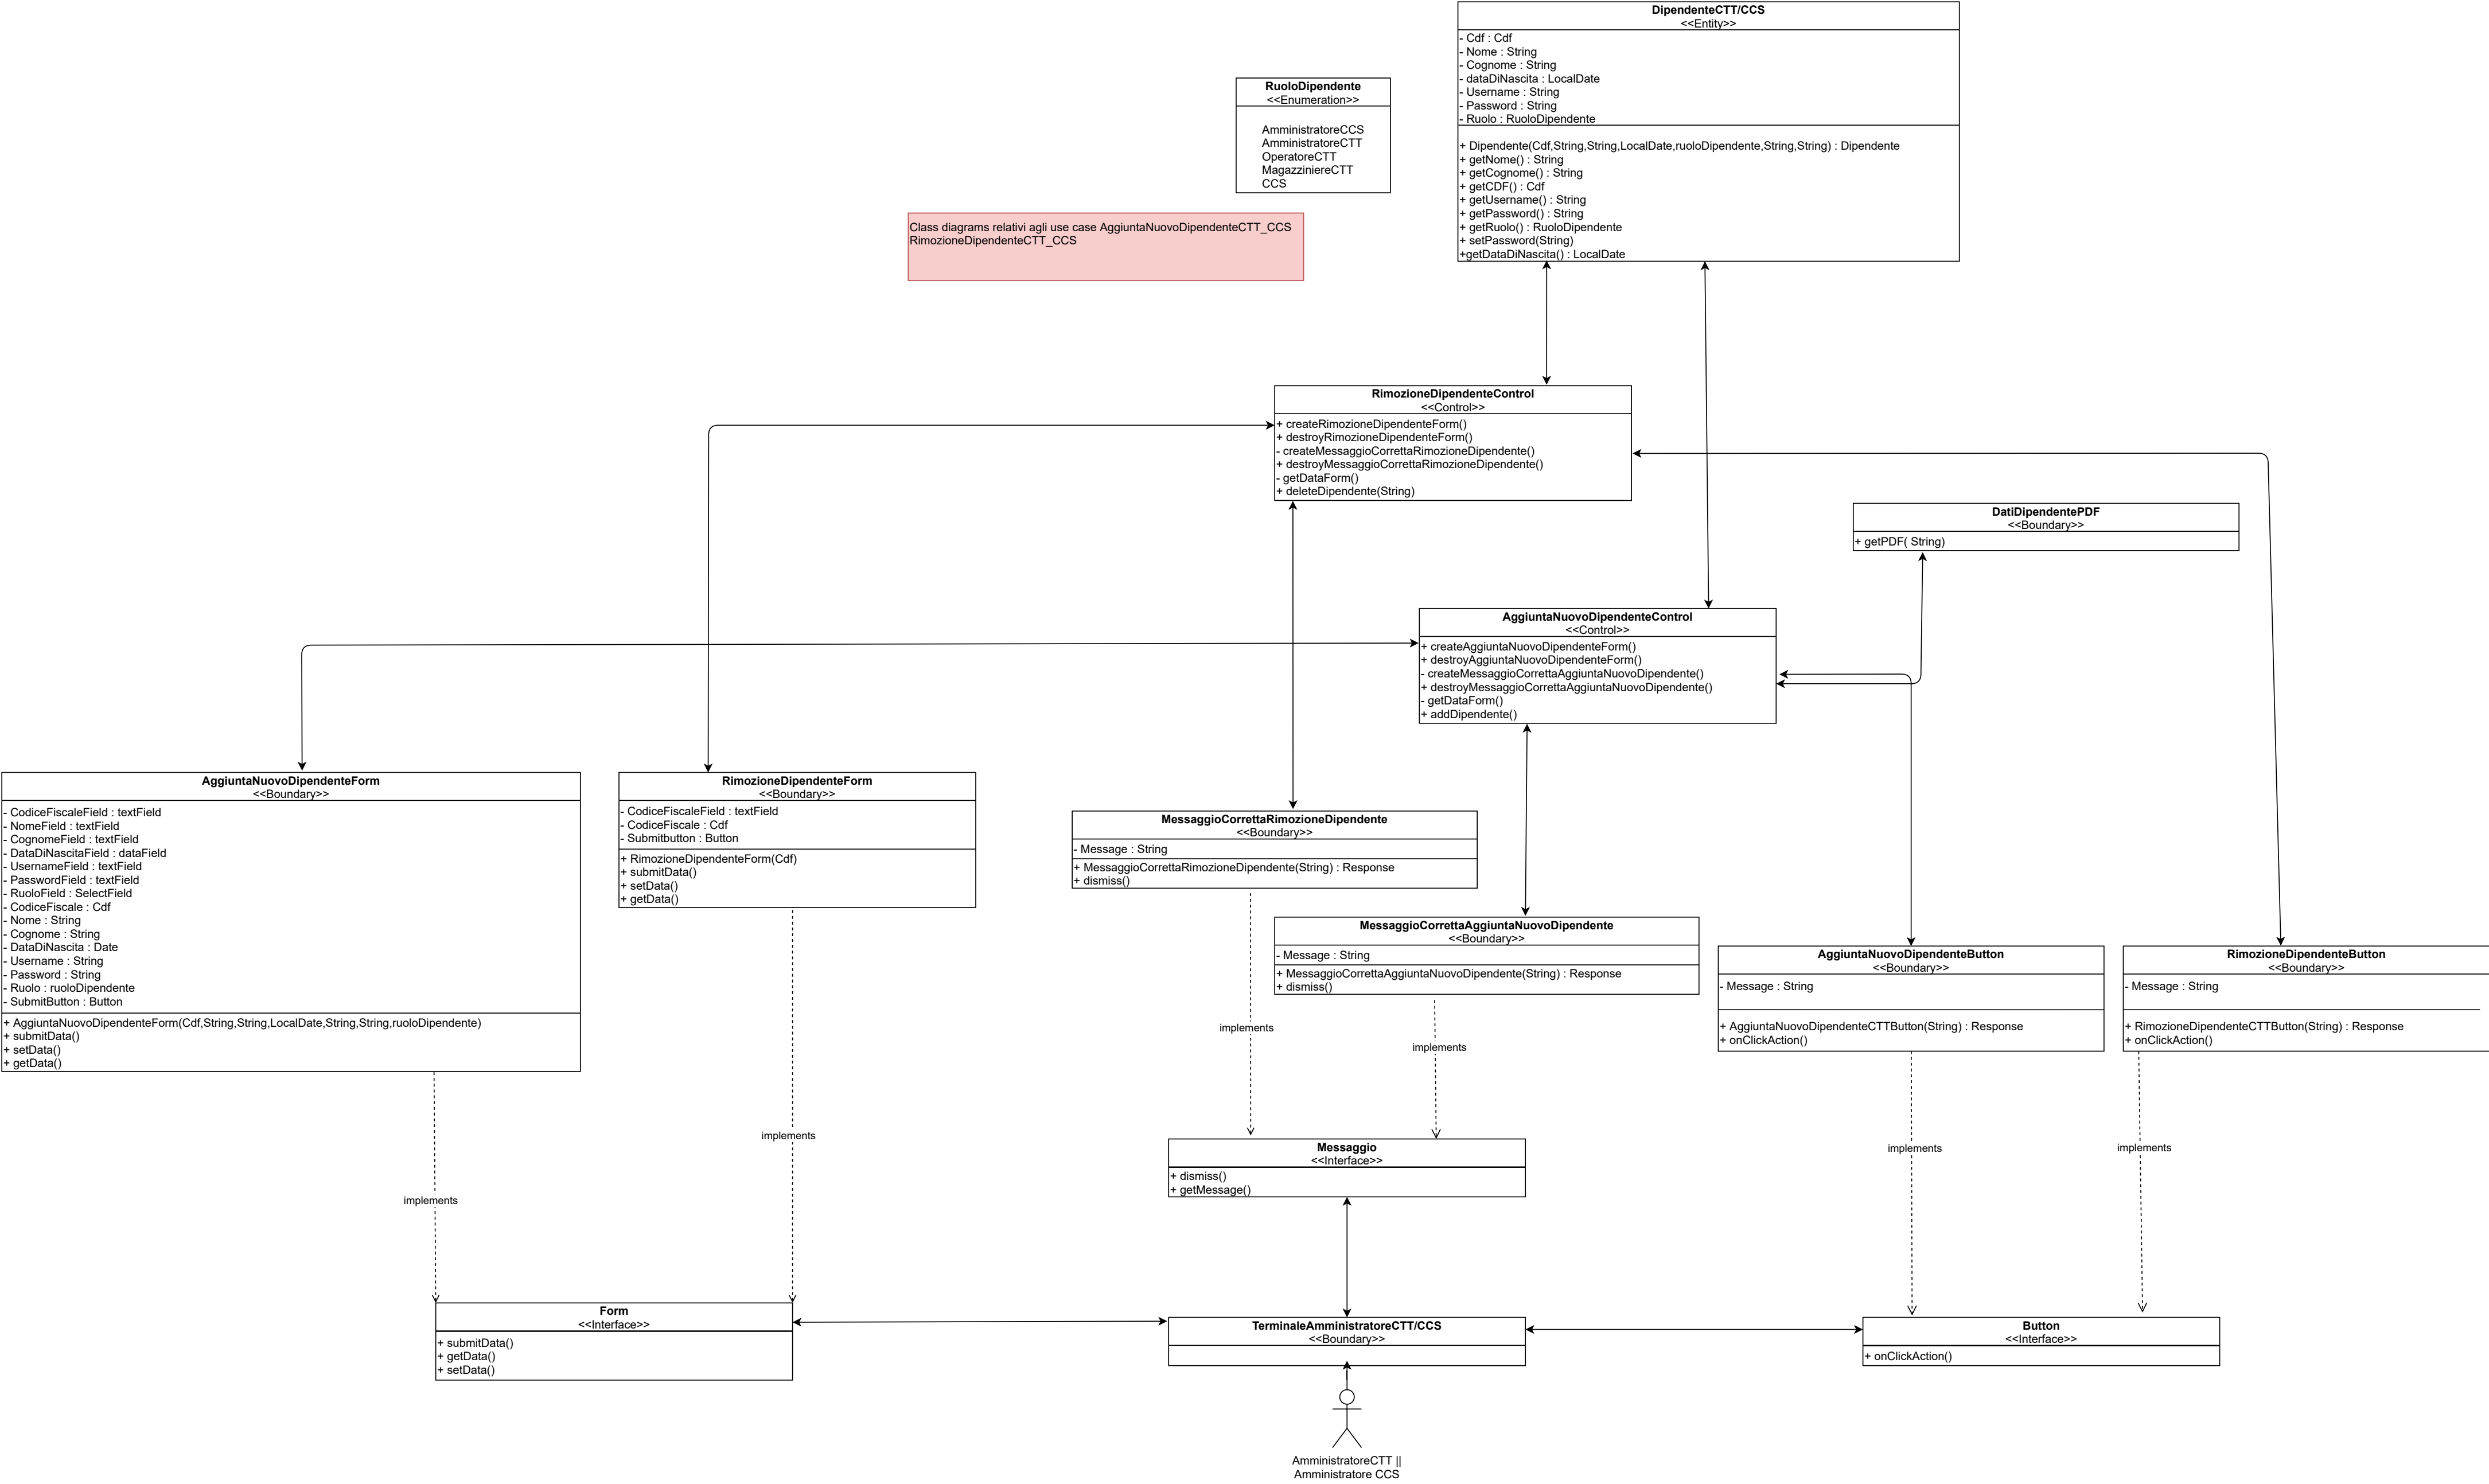 DipendenteCTT/CCS
<<Entity>>
- Cdf : Cdf
- Nome : String
- Cognome : String
- dataDiNascita : LocalDate
- Username : String
- Password : String
- Ruolo : RuoloDipendente
+ Dipendente(Cdf,String,String,LocalDate,ruoloDipendente,String,String) : Dipendente
+ getNome() : String
+ getCognome() : String
+ getCDF() : Cdf
+ getUsername() : String
+ getPassword() : String
+ getRuolo() : RuoloDipendente
+ setPassword(String)
+getDataDiNascita() : LocalDate
RuoloDipendente
<<Enumeration>>
AmministratoreCCS
AmministratoreCTT
OperatoreCTT
MagazziniereCTT
CCS
Class diagrams relativi agli use case AggiuntaNuovoDipendenteCTT_CCS
RimozioneDipendenteCTT_CCS
RimozioneDipendenteControl
<<Control>>
+ createRimozioneDipendenteForm()
+ destroyRimozioneDipendenteForm()
- createMessaggioCorrettaRimozioneDipendente()
+ destroyMessaggioCorrettaRimozioneDipendente()
- getDataForm()
+ deleteDipendente(String)
DatiDipendentePDF
<<Boundary>>
+ getPDF( String)
AggiuntaNuovoDipendenteControl
<<Control>>
+ createAggiuntaNuovoDipendenteForm()
+ destroyAggiuntaNuovoDipendenteForm()
- createMessaggioCorrettaAggiuntaNuovoDipendente()
+ destroyMessaggioCorrettaAggiuntaNuovoDipendente()
- getDataForm()
+ addDipendente()
AggiuntaNuovoDipendenteForm
<<Boundary>>
- CodiceFiscaleField : textField
- NomeField : textField
- CognomeField : textField
- DataDiNascitaField : dataField
- UsernameField : textField
- PasswordField : textField
- RuoloField : SelectField
- CodiceFiscale : Cdf
- Nome : String
- Cognome : String
- DataDiNascita : Date
- Username : String
- Password : String
- Ruolo : ruoloDipendente
- SubmitButton : Button
+ AggiuntaNuovoDipendenteForm(Cdf,String,String,LocalDate,String,String,ruoloDipendente)
+ submitData()
+ setData()
+ getData()
RimozioneDipendenteForm
<<Boundary>>
- CodiceFiscaleField : textField
- CodiceFiscale : Cdf
- Submitbutton : Button
+ RimozioneDipendenteForm(Cdf)
+ submitData()
+ setData()
+ getData()
MessaggioCorrettaRimozioneDipendente
<<Boundary>>
- Message : String
+ MessaggioCorrettaRimozioneDipendente(String) : Response
+ dismiss()
MessaggioCorrettaAggiuntaNuovoDipendente
<<Boundary>>
- Message : String
+ MessaggioCorrettaAggiuntaNuovoDipendente(String) : Response
+ dismiss()
AggiuntaNuovoDipendenteButton
<<Boundary>>
- Message : String
+ AggiuntaNuovoDipendenteCTTButton(String) : Response
+ onClickAction()
RimozioneDipendenteButton
<<Boundary>>
- Message : String
+ RimozioneDipendenteCTTButton(String) : Response
+ onClickAction()
implements
implements
implements
implements
implements
implements
Messaggio
<<Interface>>
+ dismiss()
+ getMessage()
Form
<<Interface>>
+ submitData()
+ getData()
+ setData()
TerminaleAmministratoreCTT/CCS
<<Boundary>>
Button
<<Interface>>
+ onClickAction()
AmministratoreCTT ||
Amministratore CCS